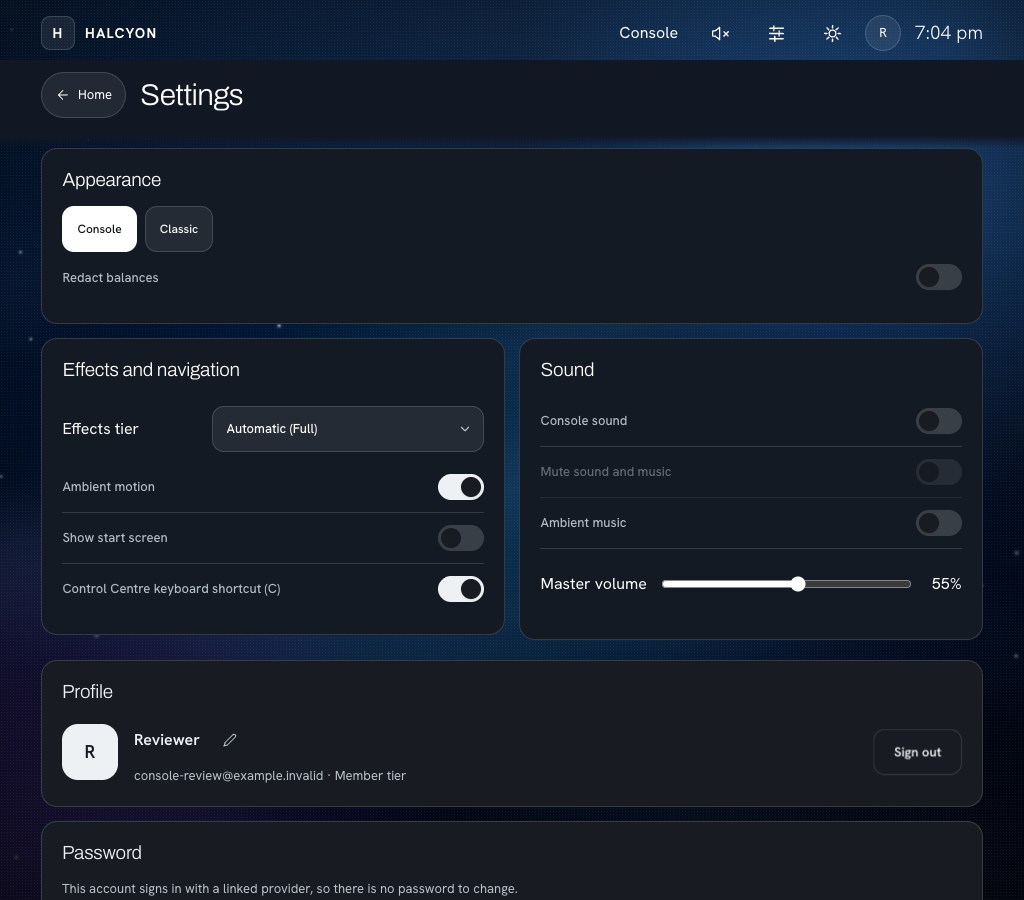 H HALCYON Console R 7:04 pm
Home Settings
Appearance
Console Classic
Redact balances
Effects and navigation
Effects tier Automatic (Full)
Ambient motion
Show start screen
Control Centre keyboard shortcut (C)
Sound
Console sound
Mute sound and music
Ambient music
Master volume 55%
Profile
R Reviewer
console-review@example.invalid · Member tier
Sign out
Password
This account signs in with a linked provider, so there is no password to change.